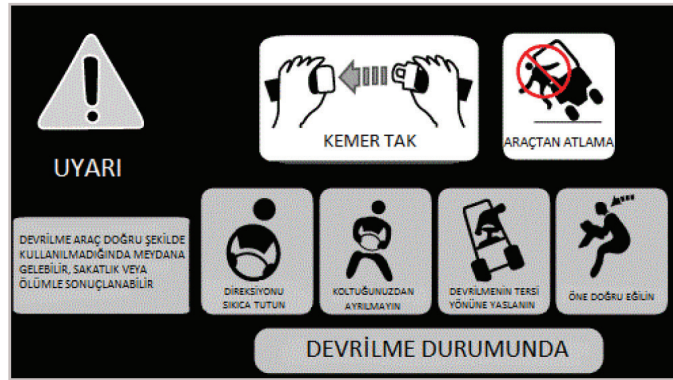 UYARI
KEMER TAK
ARAÇTAN ATLAMA
DEVRİLME ARAÇ DOĞRU ŞEKİLDE
KULLANILMADIĞINDA MEYDANA
GELEBİLİR, SAKATLIK VEYA
ÖLÜMLE SONUÇLANABİLİR
DİREKSİYONU
SIKICA TUTUN
KOLTUĞUNUZDAN
AYRILMAYIN
DEVRİLMENİN TERSİ
YÖNÜNE YASLANIN
ÖNE DOĞRU EĞİLİN
DEVRİLME DURUMUNDA